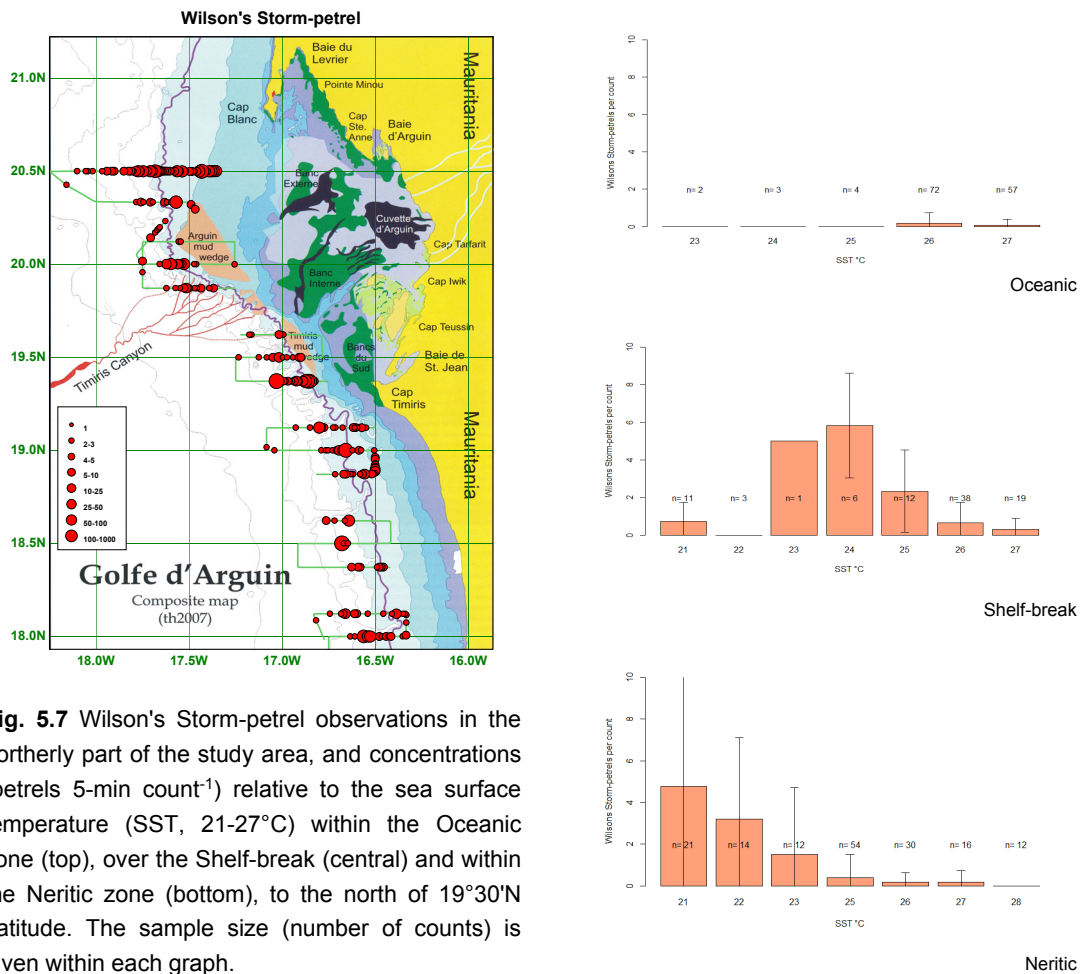 Wilson's Storm-petrel
21.0N
20.5N
20.0N
19.5N
19.0N
18.5N
18.0N
18.0W 17.5W 17.0W 16.5W 16.0W
Baie du
Levrier
Mauritania
Pointe Minou
Cap
Blanc
Cap
Ste.
Anne
Baie
d'Arguin
Banc
Externe
Cuvette
d'Arguin
Arguin
mud
wedge
Cap Tarfarit
Banc
Interne
Cap Iwik
Cap Teussin
Timiris
mud
Bancs
du
Sud
Baie de
St. Jean
Timiris Canyon
Cap
Timiris
Mauritania
1
2-3
4-5
5-10
10-25
25-50
50-100
100-1000
Golfe d'Arguin
Composite map
(th2007)
ig. 5.7 Wilson's Storm-petrel observations in the
ortherly part of the study area, and concentrations
petrels 5-min count-1) relative to the sea surface
emperature (SST, 21-27°C) within the Oceanic
one (top), over the Shelf-break (central) and within
he Neritic zone (bottom), to the north of 19°30'N
atitude. The sample size (number of counts) is
iven within each graph.
Wilsons Storm-petrels per count
0 2 4 6 8 10
n= 2 n= 3 n= 4 n= 72 n= 57
23 24 25 26 27
SST °C
Oceanic
Wilsons Storm-petrels per count
0 2 4 6 8 10
n= 11 n= 3 n= 1 n= 6 n= 12 n= 38 n= 19
21 22 23 24 25 26 27
SST °C
Shelf-break
Wilsons Storm-petrels per count
0 2 4 6 8 10
n= 21 n= 14 n= 12 n= 54 n= 30 n= 16 n= 12
21 22 23 25 26 27 28
SST °C
Neritic